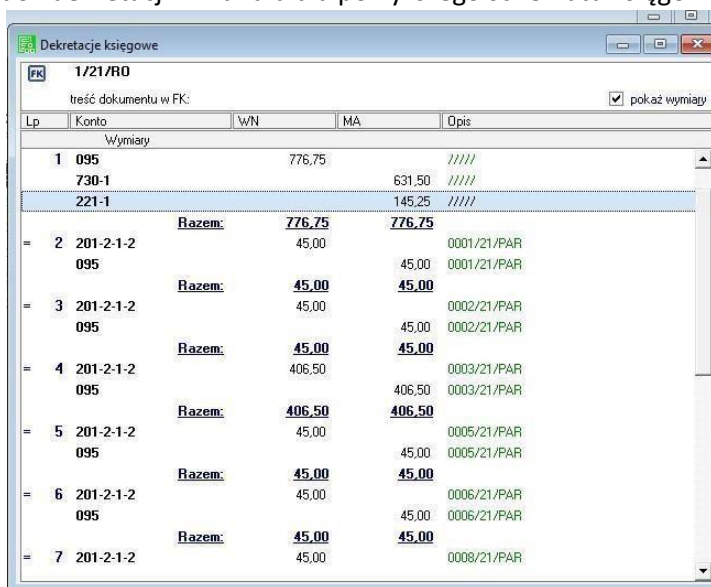 Dekretacje księgowe
FK 1/21/RO
treść dokumentu w FK: pokaż wymiary
Lp Konto WN MA Opis
Wymiary
1 095 776,75 /////
730-1 631,50 /////
221-1 145,25 /////
Razem: 776,75 776,75
= 2 201-2-1-2 45,00 0001/21/PAR
095 45,00 0001/21/PAR
Razem: 45,00 45,00
= 3 201-2-1-2 45,00 0002/21/PAR
095 45,00 0002/21/PAR
Razem: 45,00 45,00
= 4 201-2-1-2 406,50 0003/21/PAR
095 406,50 0003/21/PAR
Razem: 406,50 406,50
= 5 201-2-1-2 45,00 0005/21/PAR
095 45,00 0005/21/PAR
Razem: 45,00 45,00
= 6 201-2-1-2 45,00 0006/21/PAR
095 45,00 0006/21/PAR
Razem: 45,00 45,00
= 7 201-2-1-2 45,00 0008/21/PAR